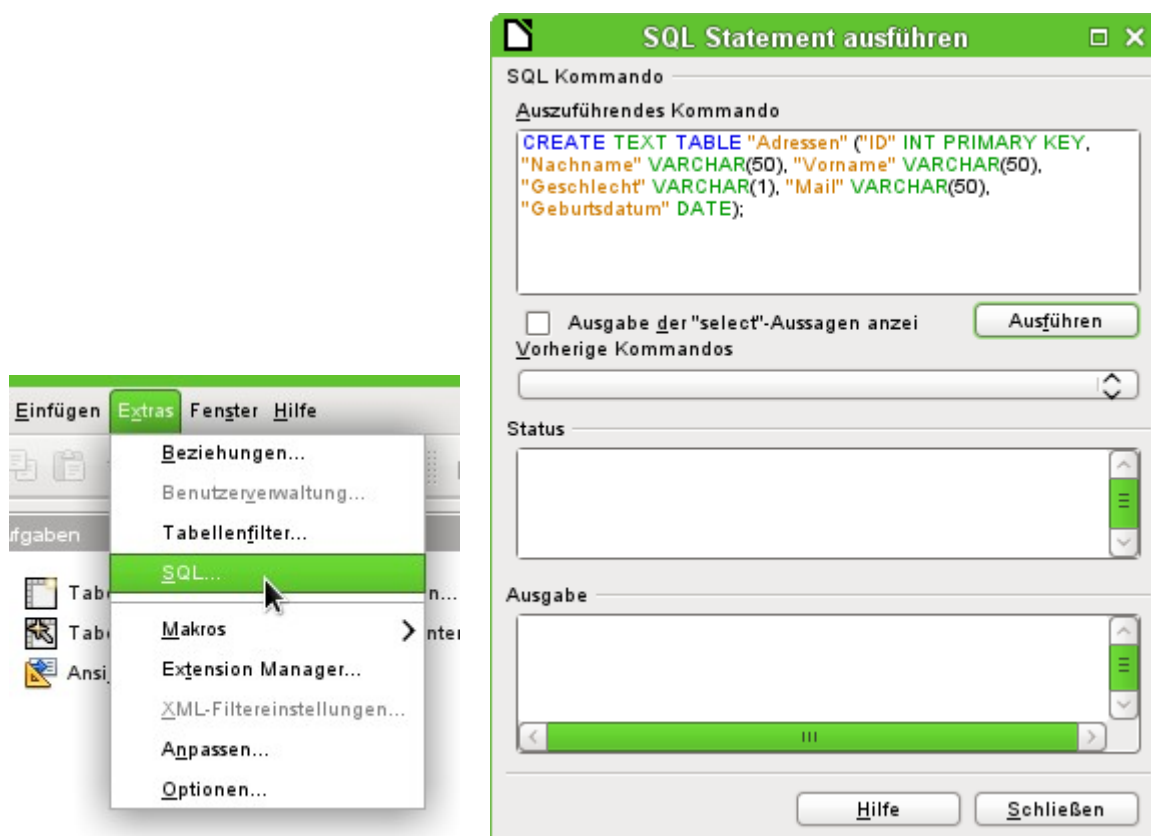 Einfügen Extras Fenster Hilfe
Beziehungen...
Benutzerverwaltung...
Tabellenfilter...
SQL...
Makros
Extension Manager...
XML-Filtereinstellungen...
Anpassen...
Optionen...
SQL Statement ausführen
SQL Kommando
Auszuführendes Kommando
CREATE TEXT TABLE "Adressen" ("ID" INT PRIMARY KEY,
"Nachname" VARCHAR(50), "Vorname" VARCHAR(50),
"Geschlecht" VARCHAR(1), "Mail" VARCHAR(50),
"Geburtsdatum" DATE);
Ausgabe der "select"-Aussagen anzei
Ausführen
Vorherige Kommandos
Status
Ausgabe
Hilfe
Schließen